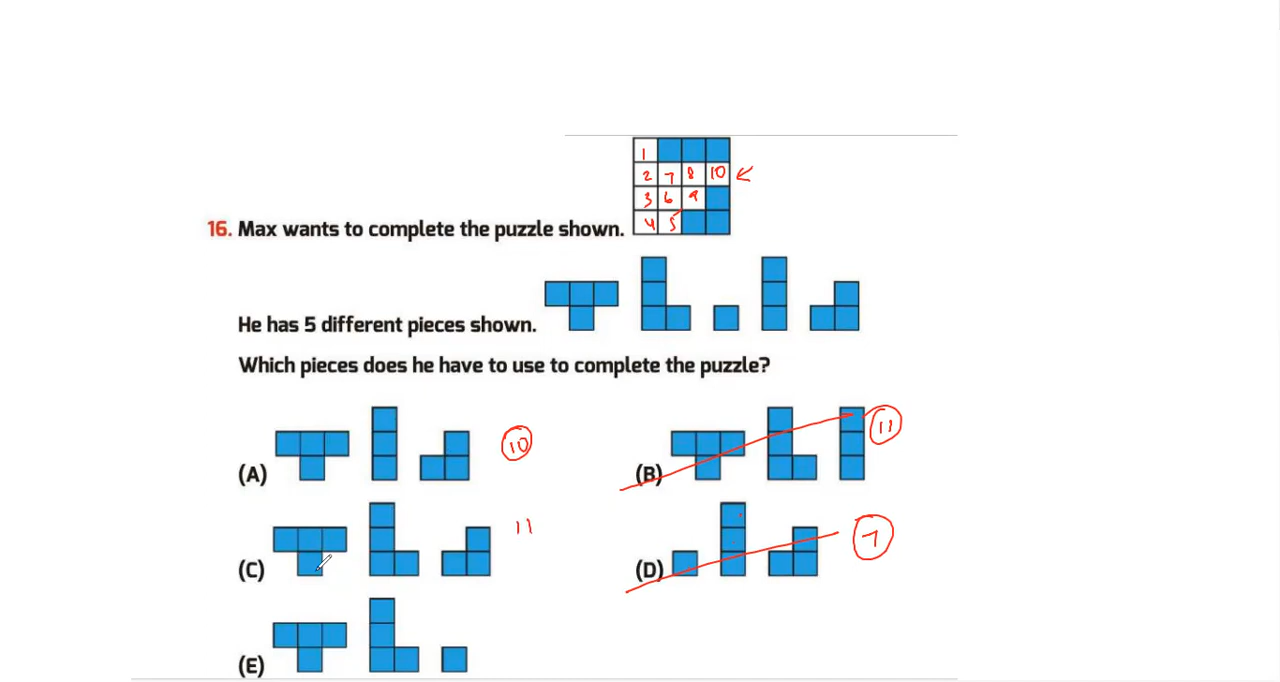 1
2 7 8 10
3 6 9
4 5
16. Max wants to complete the puzzle shown.
He has 5 different pieces shown.
Which pieces does he have to use to complete the puzzle?
(A) 10
(B) 11
(C) 11
(D) 7
(E)